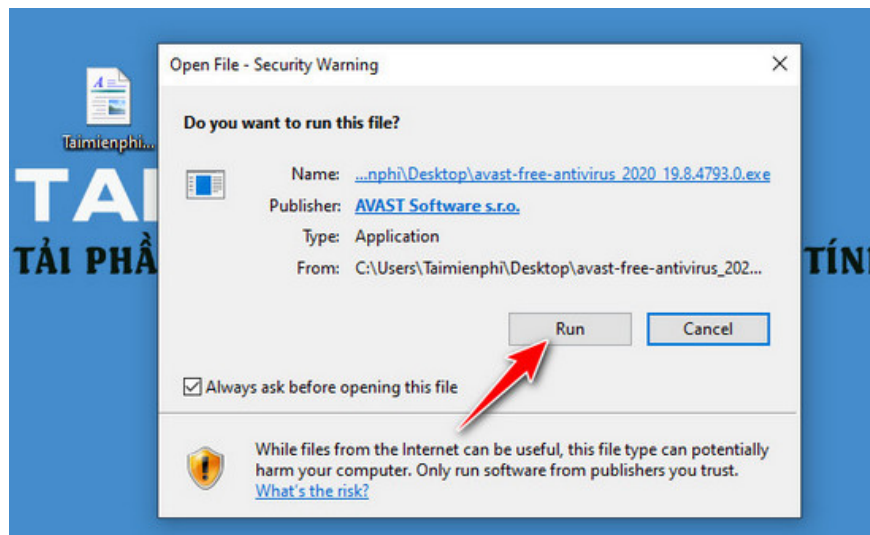 Open File - Security Warning
Do you want to run this file?
Name: ...nphi\Desktop\avast-free-antivirus_2020_19.8.4793.0.exe
Publisher: AVAST Software s.r.o.
Type: Application
From: C:\Users\Taimienphi\Desktop\avast-free-antivirus_202...
Run Cancel
Always ask before opening this file
While files from the Internet can be useful, this file type can potentially
harm your computer. Only run software from publishers you trust.
What's the risk?
Taimienphi...
TAI
TẢI PHẦ
TÍN